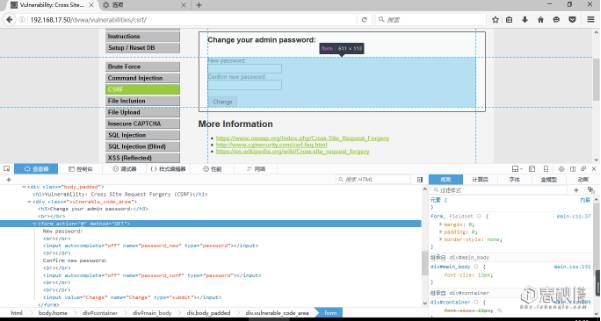 Vulnerability: Cross Site...
选项
192.168.17.50/dvwa/vulnerabilities/csrf/
搜索
Instructions
Setup / Reset DB
Brute Force
Command Injection
CSRF
File Inclusion
File Upload
Insecure CAPTCHA
SQL Injection
SQL Injection (Blind)
XSS (Reflected)
Change your admin password:
form | 631 × 112
New password:
Confirm new password:
Change
More Information
https://www.owasp.org/index.php/Cross-Site_Request_Forgery
http://www.cgisecurity.com/csrf-faq.html
https://en.wikipedia.org/wiki/Cross-site_request_forgery
查看器
控制台
调试器
样式编辑器
性能
网络
搜索 HTML
<div class="body_padded">
<h1>Vulnerability: Cross Site Request Forgery (CSRF)</h1>
<div class="vulnerable_code_area">
<h3>Change your admin password:</h3>
<br></br>
<form action="#" method="GET">
New password:
<br></br>
<input autocomplete="off" name="password_new" type="password"></input>
<br></br>
Confirm new password:
<br></br>
<input autocomplete="off" name="password_conf" type="password"></input>
<br></br>
<br></br>
<input value="Change" name="Change" type="submit"></input>
</form>
html
body.home
div#container
div#main_body
div.body_padded
div.vulnerable_code_area
form
规则
计算后
字体
盒模型
动画
过滤样式
元素 {
内联
}
form, fieldset {
main.css:37
margin: 0;
padding: 0;
border-style: none;
}
继承自 div#main_body
div#main_body {
main.css:131
font-size: 13px;
}
继承自 div#container
div#container {